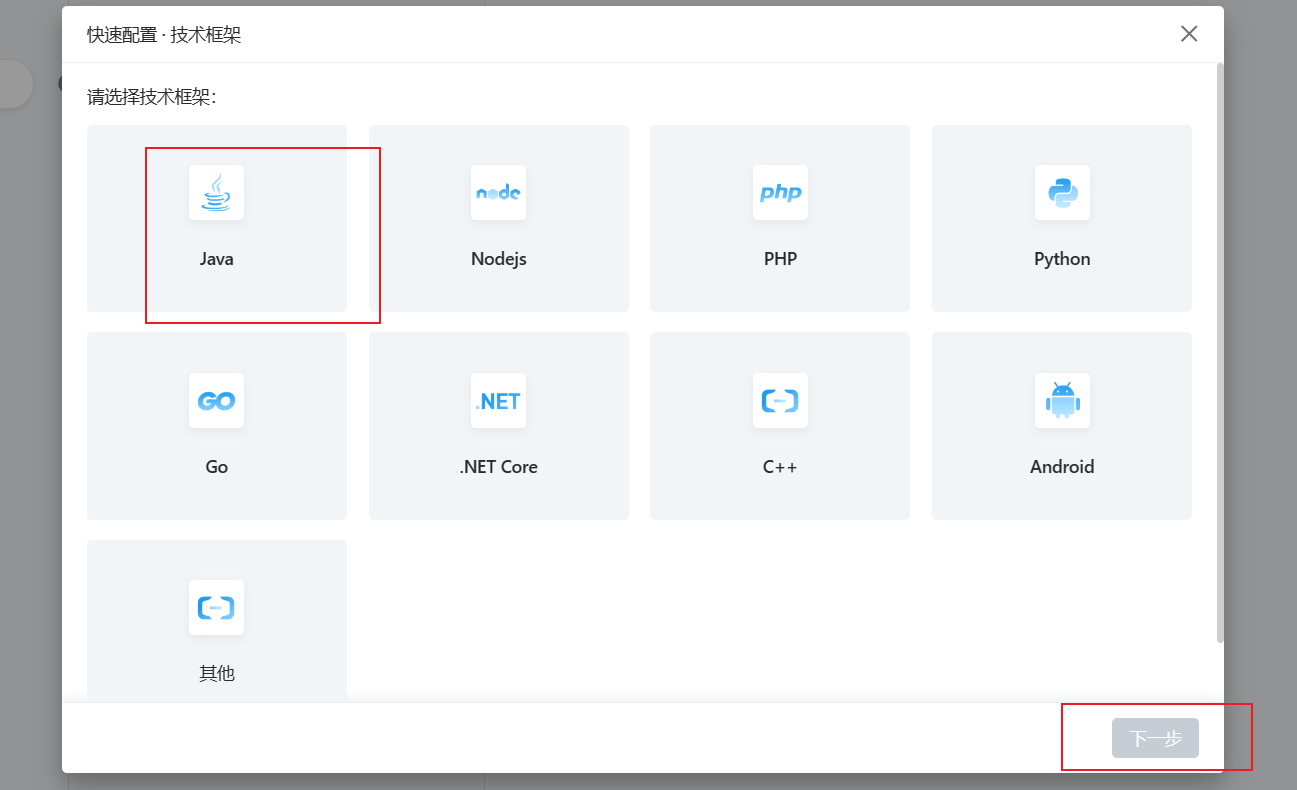 快速配置 · 技术框架
请选择技术框架：
node
php
Java
Nodejs
PHP
Python
GO
.NET
Go
.NET Core
C++
Android
其他
下一步